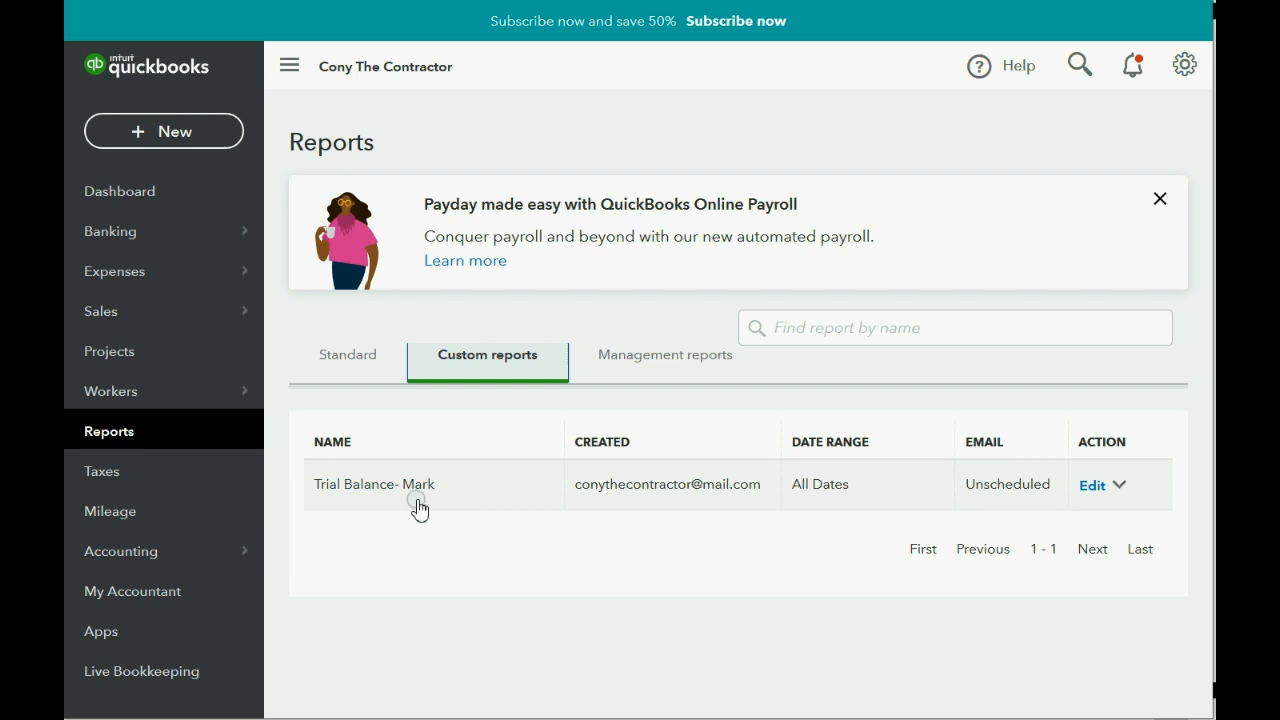 Subscribe now and save 50% Subscribe now
qb intuit quickbooks
Cony The Contractor
? Help
+ New
Dashboard
Banking
Expenses
Sales
Projects
Workers
Reports
Taxes
Mileage
Accounting
My Accountant
Apps
Live Bookkeeping
Reports
Payday made easy with QuickBooks Online Payroll
Conquer payroll and beyond with our new automated payroll.
Learn more
Find report by name
Standard Custom reports Management reports
NAME CREATED DATE RANGE EMAIL ACTION
Trial Balance- Mark conythecontractor@mail.com All Dates Unscheduled Edit
First Previous 1 - 1 Next Last